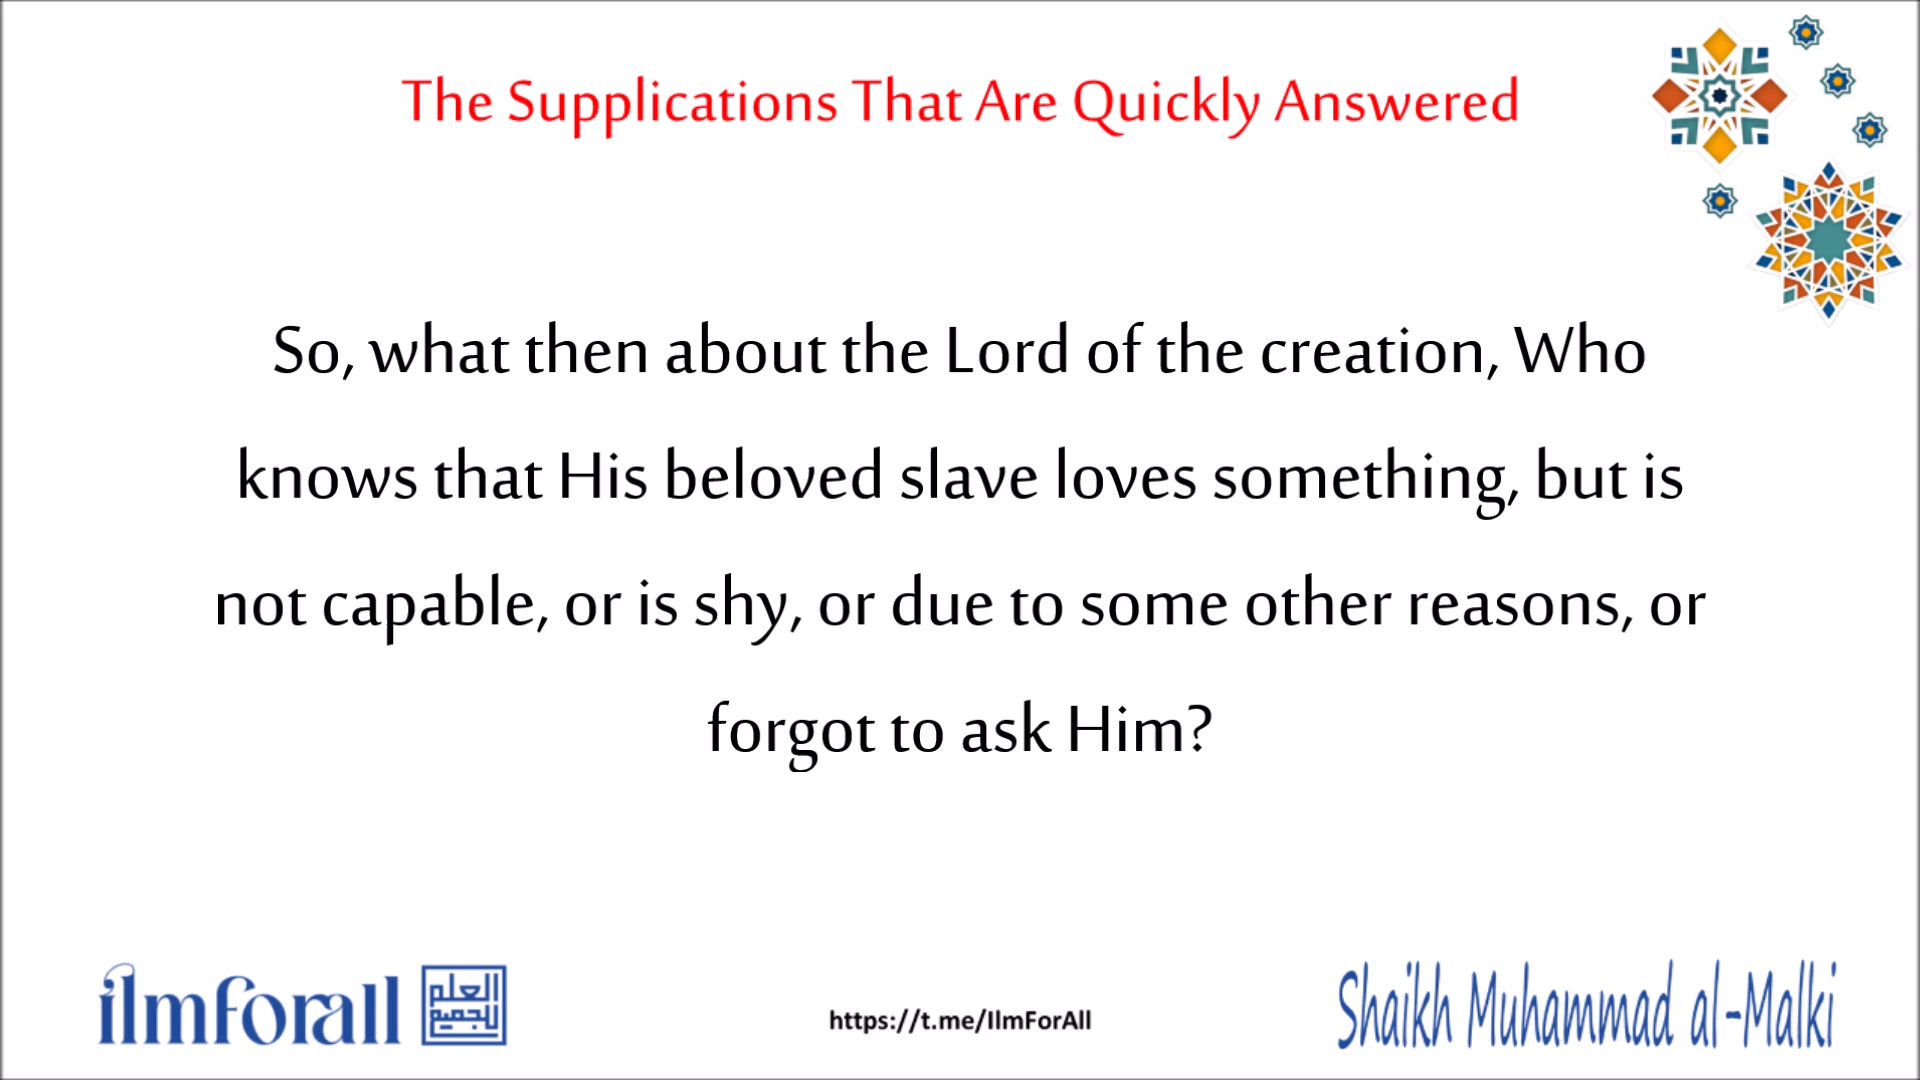 The Supplications That Are Quickly Answered
So, what then about the Lord of the creation, Who
knows that His beloved slave loves something, but is
not capable, or is shy, or due to some other reasons, or
forgot to ask Him?
ilmforall
العلم
للجميع
https://t.me/IlmForAll
Shaikh Muhammad al-Malki